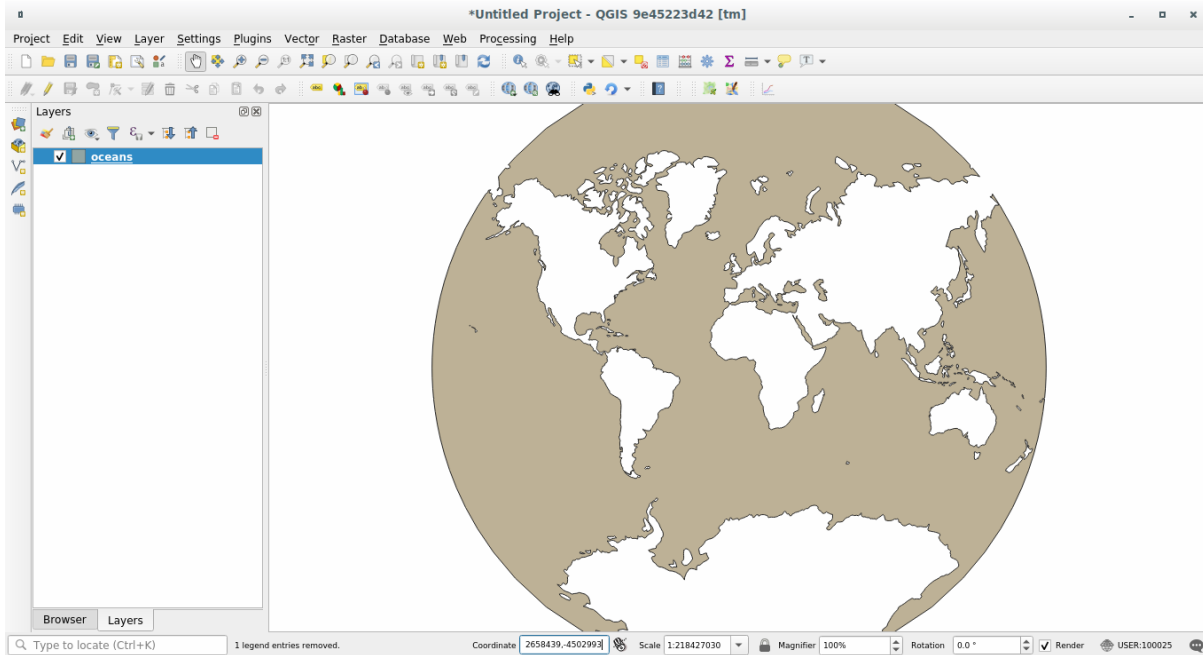 *Untitled Project - QGIS 9e45223d42 [tm]
Project Edit View Layer Settings Plugins Vector Raster Database Web Processing Help
Layers
oceans
Browser Layers
Type to locate (Ctrl+K) 1 legend entries removed. Coordinate 2658439,-4502993 Scale 1:218427030 Magnifier 100% Rotation 0.0 ° Render USER:100025